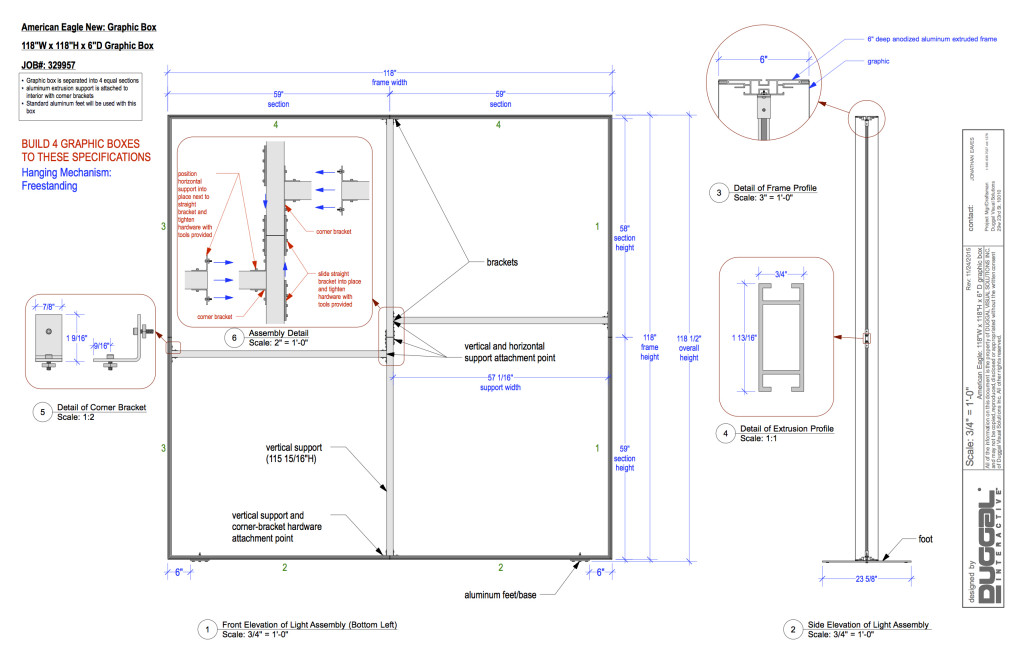 American Eagle New: Graphic Box
118"W x 118"H x 6"D Graphic Box
JOB#: 329957
• Graphic box is seperated into 4 equal sections
• aluminum extrusion support is attached to
interior with corner brackets
• Standard aluminum feet will be used with this
box
BUILD 4 GRAPHIC BOXES
TO THESE SPECIFICATIONS
Hanging Mechanism:
Freestanding
118"
frame width
59"
section
59"
section
4
4
3
3
1
1
2
2
position
horizontal
support into
place next to
straight
bracket and
tighten
hardware with
tools provided
corner bracket
slide straight
bracket into place
and tighten
hardware with
tools provided
corner bracket
6
Assembly Detail
Scale: 2" = 1'-0"
brackets
vertical and horizontal
support attachment point
57 1/16"
support width
vertical support
(115 15/16"H)
vertical support and
corner-bracket hardware
attachment point
58"
section
height
59"
section
height
118"
frame
height
118 1/2"
overall
height
6"
6"
aluminum feet/base
1
Front Elevation of Light Assembly (Bottom Left)
Scale: 3/4" = 1'-0"
7/8"
1 9/16"
9/16"
5
Detail of Corner Bracket
Scale: 1:2
6"
6" deep anodized aluminum extruded frame
graphic
3
Detail of Frame Profile
Scale: 3" = 1'-0"
3/4"
1 13/16"
4
Detail of Extrusion Profile
Scale: 1:1
foot
23 5/8"
2
Side Elevation of Light Assembly
Scale: 3/4" = 1'-0"
contact:
JONATHAN EAVES
Project Mgr/Draftsman
Duggal Visual Solutions
29w 23rd St. 10010
Scale: 3/4" = 1'-0"
Rev: 11/24/2015
American Eagle: 118"W x 118"H x 6" D graphic box
All of the information on this document is the property of DUGGAL VISUAL SOLUTIONS INC.
and may not be copied, reproduced, disclosed or appropriated without the written consent
of Duggal Visual Solutions Inc. All other rights reserved.
designed by
DUGGAL
INTERACTIVE